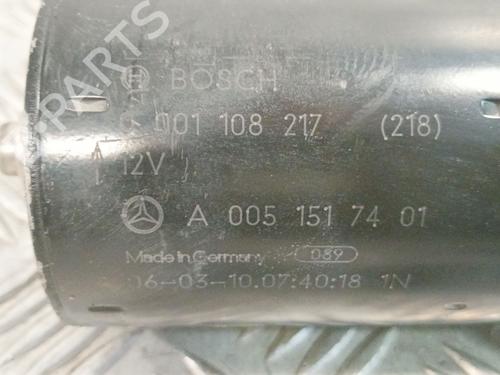 BOSCH
0 001 108 217 (218)
12V
A 005 151 74 01
Made in Germany 089
06-03-10.07:40:18 1N
PARTS